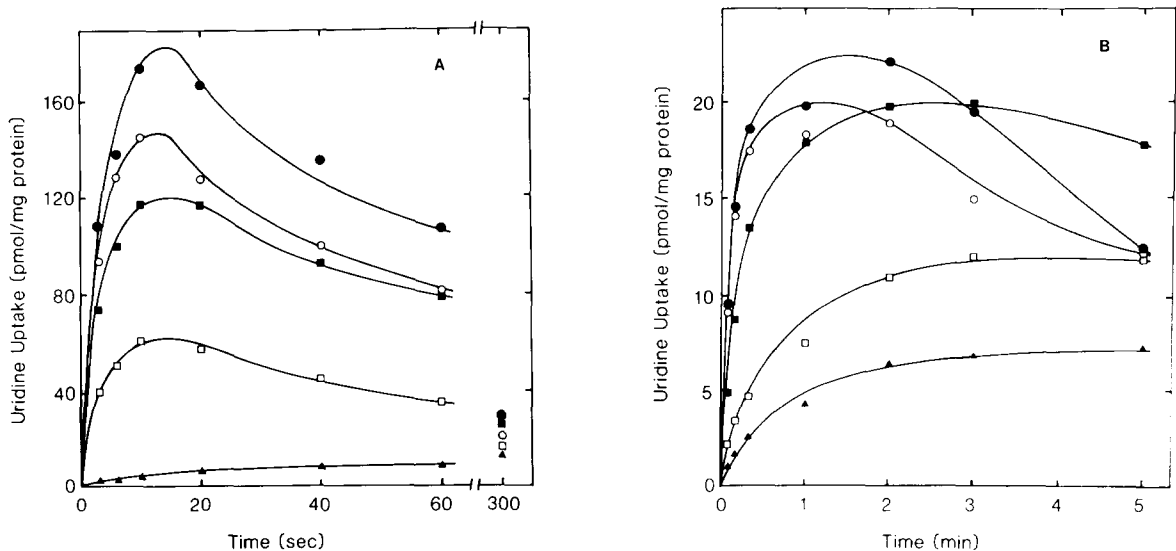 A
Uridine Uptake (pmol/mg protein)
160
120
80
40
0
0 20 40 60 300
Time (sec)
B
Uridine Uptake (pmol/mg protein)
20
15
10
5
0
0 1 2 3 4 5
Time (min)